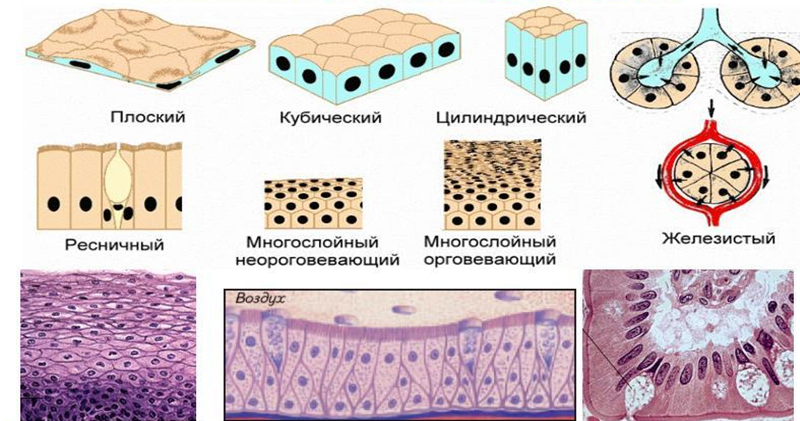 Плоский
Кубический
Цилиндрический
Ресничный
Многослойный
неороговевающий
Многослойный
орговевающий
Железистый
Воздух